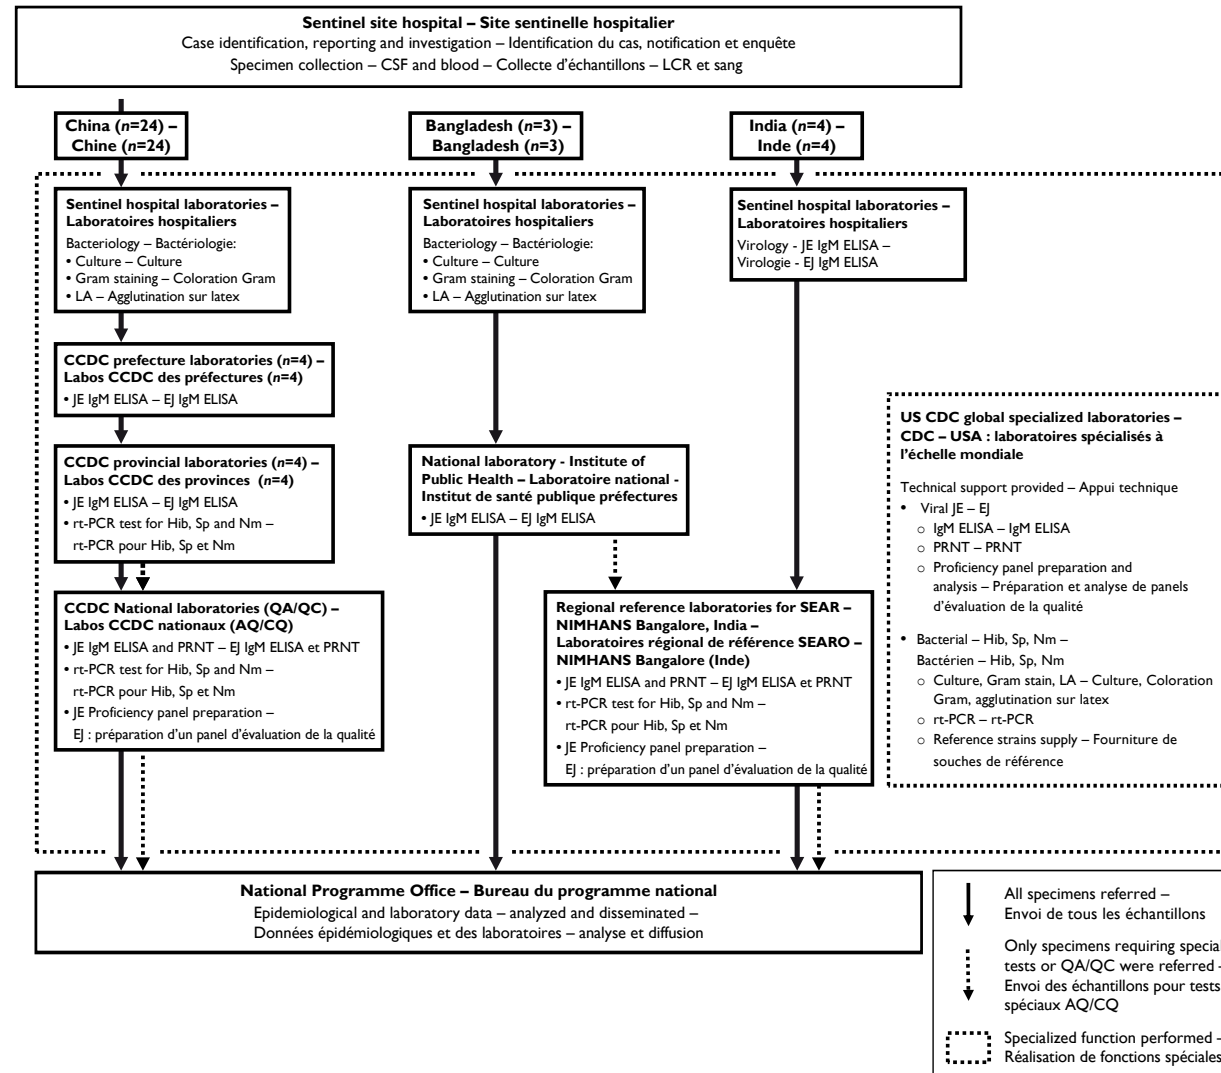 Sentinel site hospital – Site sentinelle hospitalier
Case identification, reporting and investigation – Identification du cas, notification et enquête
Specimen collection – CSF and blood – Collecte d'échantillons – LCR et sang
China (n=24) –
Chine (n=24)
Bangladesh (n=3) –
Bangladesh (n=3)
India (n=4) –
Inde (n=4)
Sentinel hospital laboratories –
Laboratoires hospitaliers
Bacteriology – Bactériologie:
• Culture – Culture
• Gram staining – Coloration Gram
• LA – Agglutination sur latex
Sentinel hospital laboratories –
Laboratoires hospitaliers
Bacteriology – Bactériologie:
• Culture – Culture
• Gram staining – Coloration Gram
• LA – Agglutination sur latex
Sentinel hospital laboratories –
Laboratoires hospitaliers
Virology - JE IgM ELISA –
Virologie - EJ IgM ELISA
CCDC prefecture laboratories (n=4) –
Labos CCDC des préfectures (n=4)
• JE IgM ELISA – EJ IgM ELISA
CCDC provincial laboratories (n=4) –
Labos CCDC des provinces (n=4)
• JE IgM ELISA – EJ IgM ELISA
• rt-PCR test for Hib, Sp and Nm –
rt-PCR pour Hib, Sp et Nm
National laboratory - Institute of
Public Health – Laboratoire national -
Institut de santé publique préfectures
• JE IgM ELISA – EJ IgM ELISA
CCDC National laboratories (QA/QC) –
Labos CCDC nationaux (AQ/CQ)
• JE IgM ELISA and PRNT – EJ IgM ELISA et PRNT
• rt-PCR test for Hib, Sp and Nm –
rt-PCR pour Hib, Sp et Nm
• JE Proficiency panel preparation –
EJ : préparation d'un panel d'évaluation de la qualité
Regional reference laboratories for SEAR –
NIMHANS Bangalore, India –
Laboratoires régional de référence SEARO –
NIMHANS Bangalore (Inde)
• JE IgM ELISA and PRNT – EJ IgM ELISA et PRNT
• rt-PCR test for Hib, Sp and Nm –
rt-PCR pour Hib, Sp et Nm
• JE Proficiency panel preparation –
EJ : préparation d'un panel d'évaluation de la qualité
US CDC global specialized laboratories –
CDC – USA : laboratoires spécialisés à
l'échelle mondiale
Technical support provided – Appui technique
• Viral JE – EJ
○ IgM ELISA – IgM ELISA
○ PRNT – PRNT
○ Proficiency panel preparation and
analysis – Préparation et analyse de panels
d'évaluation de la qualité
• Bacterial – Hib, Sp, Nm –
Bactérien – Hib, Sp, Nm
○ Culture, Gram stain, LA – Culture, Coloration
Gram, agglutination sur latex
○ rt-PCR – rt-PCR
○ Reference strains supply – Fourniture de
souches de référence
National Programme Office – Bureau du programme national
Epidemiological and laboratory data – analyzed and disseminated –
Données épidémiologiques et des laboratoires – analyse et diffusion
All specimens referred –
Envoi de tous les échantillons
Only specimens requiring special
tests or QA/QC were referred –
Envoi des échantillons pour tests
spéciaux AQ/CQ
Specialized function performed –
Réalisation de fonctions spéciales